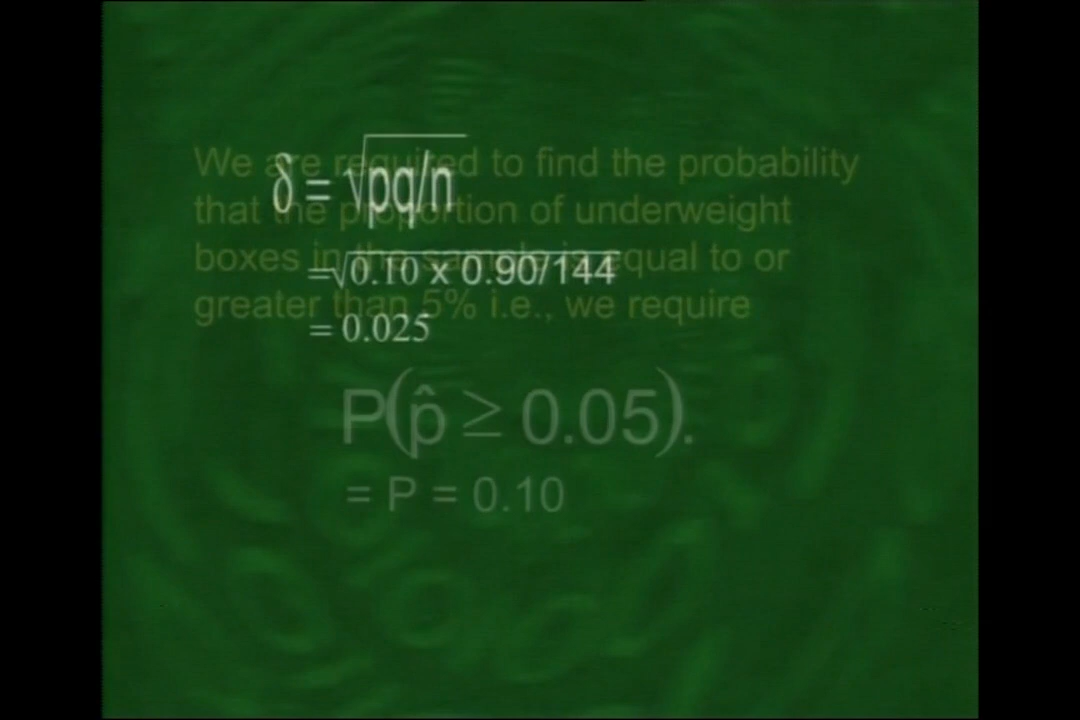 We are required to find the probability
δ = √pq/n
that the proportion of underweight
boxes in the sample is equal to or
=√0.10 x 0.90/144
greater than 5% i.e., we require
= 0.025
P(p̂ ≥ 0.05).
= P = 0.10